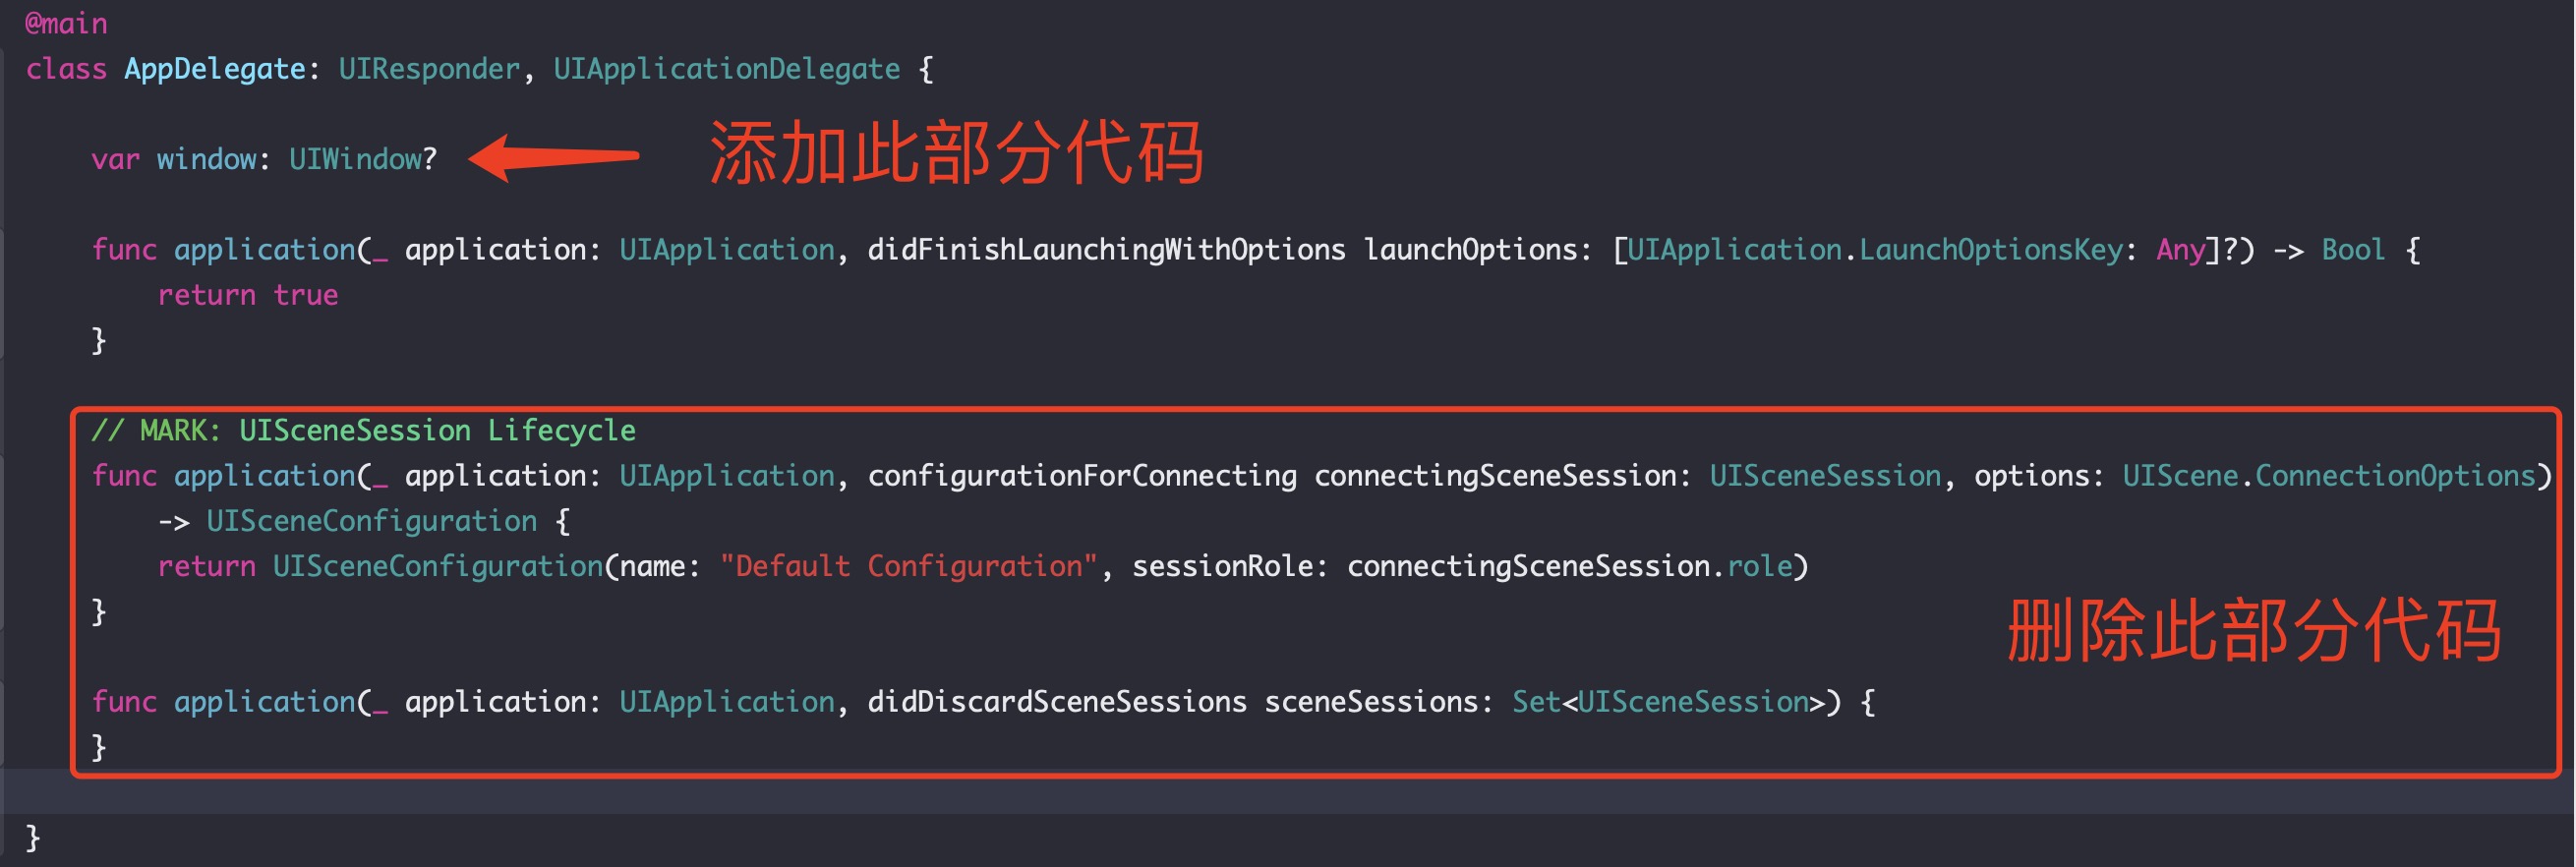 @main
class AppDelegate: UIResponder, UIApplicationDelegate {
var window: UIWindow?
添加此部分代码
func application(_ application: UIApplication, didFinishLaunchingWithOptions launchOptions: [UIApplication.LaunchOptionsKey: Any]?) -> Bool {
return true
}
// MARK: UISceneSession Lifecycle
func application(_ application: UIApplication, configurationForConnecting connectingSceneSession: UISceneSession, options: UIScene.ConnectionOptions)
-> UISceneConfiguration {
return UISceneConfiguration(name: "Default Configuration", sessionRole: connectingSceneSession.role)
}
删除此部分代码
func application(_ application: UIApplication, didDiscardSceneSessions sceneSessions: Set<UISceneSession>) {
}
}